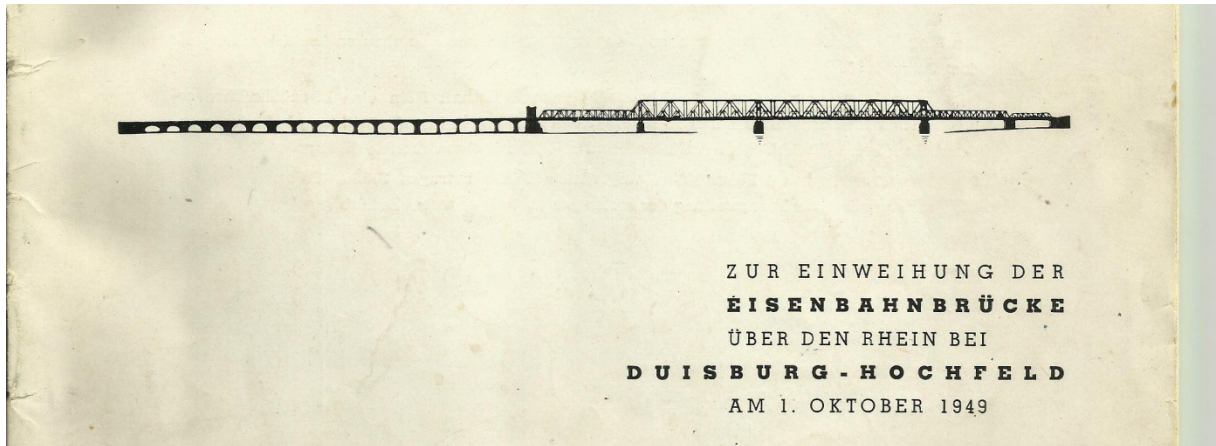 ZUR EINWEIHUNG DER
EISENBAHNBRÜCKE
ÜBER DEN RHEIN BEI
DUISBURG-HOCHFELD
AM 1. OKTOBER 1949